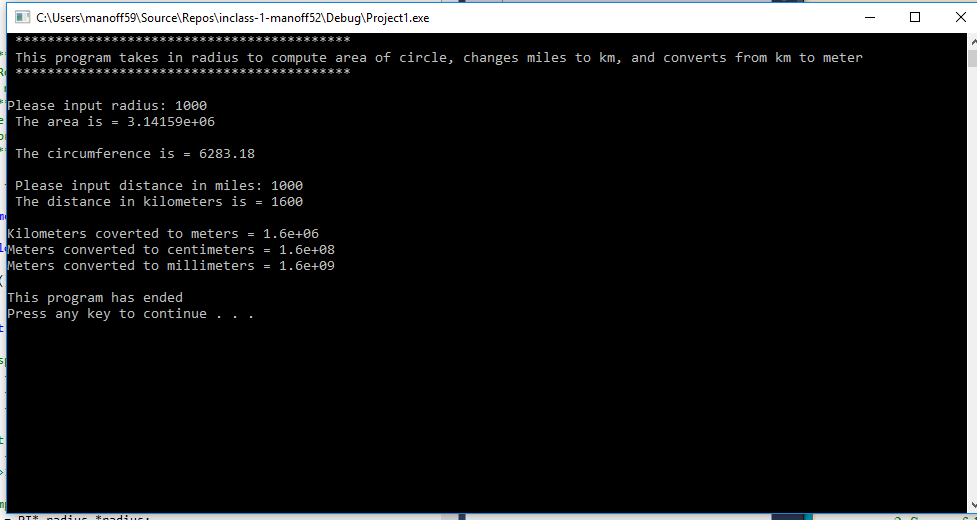 C:\Users\manoff59\Source\Repos\inclass-1-manoff52\Debug\Project1.exe
******************************************
This program takes in radius to compute area of circle, changes miles to km, and converts from km to meter
******************************************
Please input radius: 1000
The area is = 3.14159e+06
The circumference is = 6283.18
Please input distance in miles: 1000
The distance in kilometers is = 1600
Kilometers coverted to meters = 1.6e+06
Meters converted to centimeters = 1.6e+08
Meters converted to millimeters = 1.6e+09
This program has ended
Press any key to continue . . .
= PI* radius *radius;